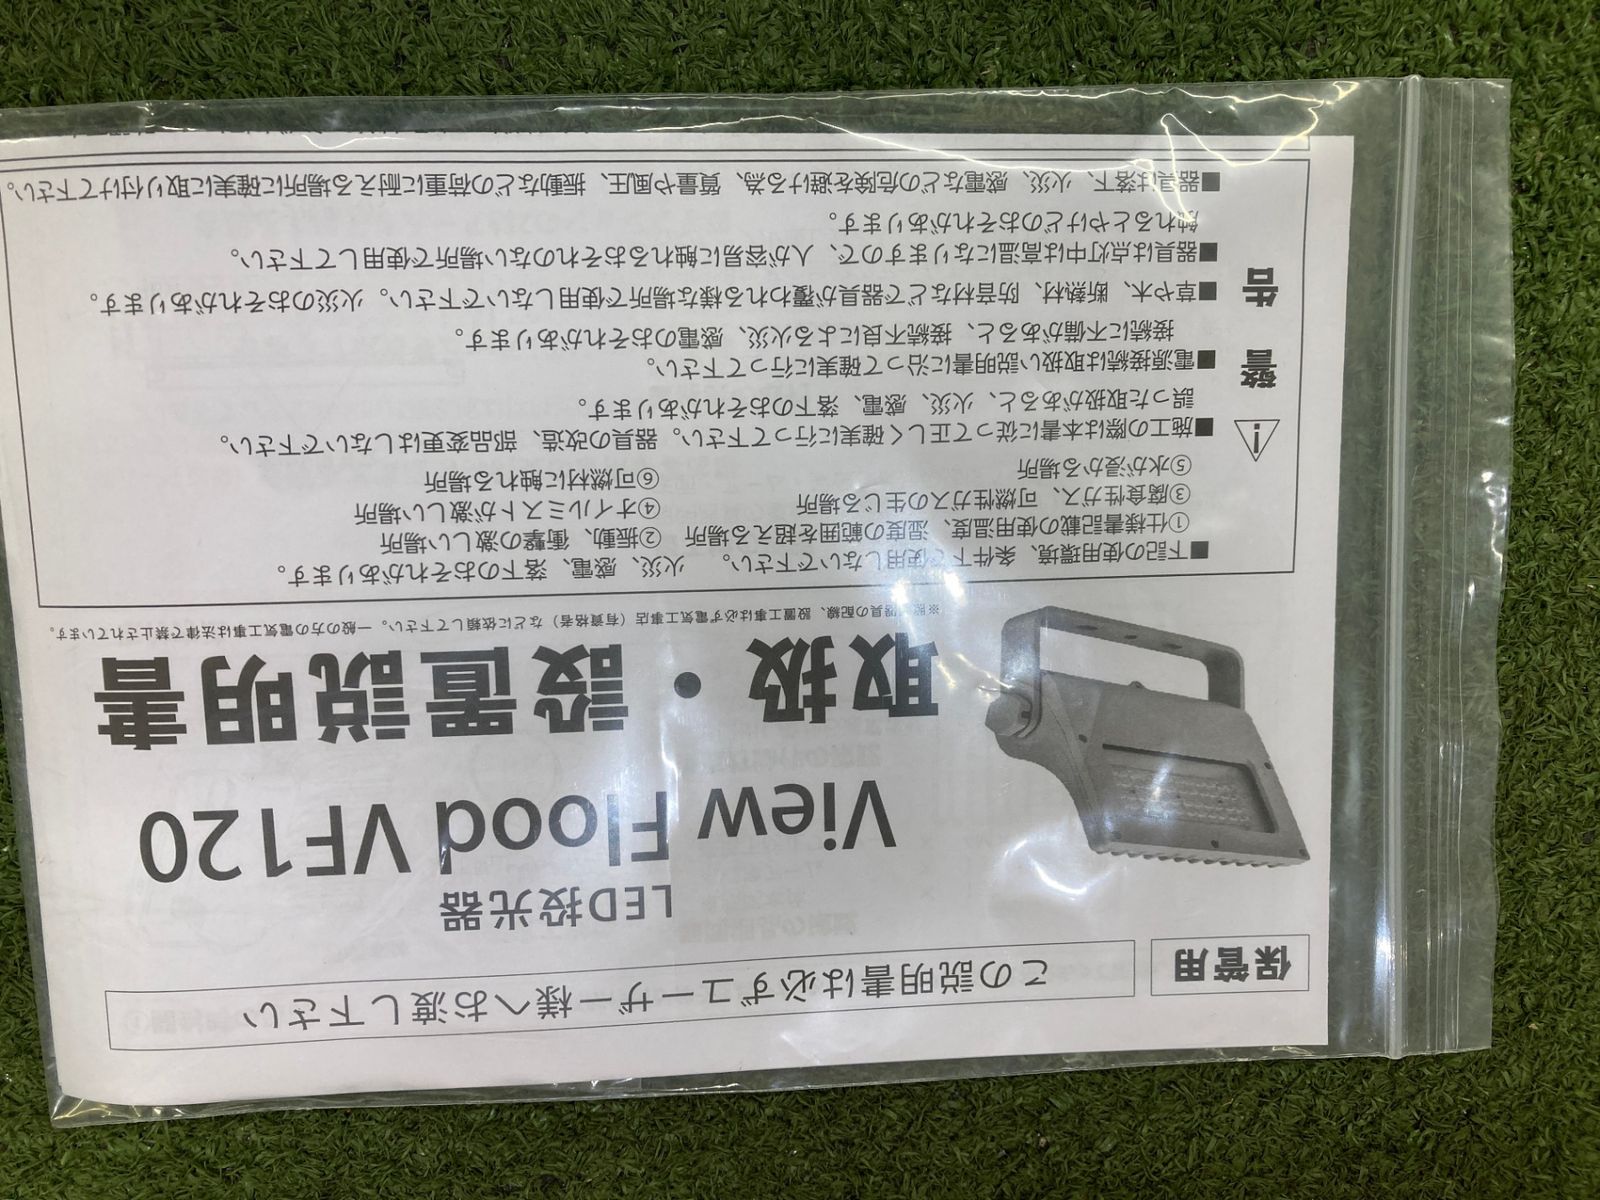 保管用
この説明書は必ずユーザー様へお渡し下さい
LED投光器
View Flood VF120
取扱・設置説明書
器具の配線、設置工事は必ず電気工事店（有資格者）などに依頼して下さい。一般の方の電気工事は法律で禁止されています。
■下記の使用環境、条件下で使用しないで下さい。 火災、感電、落下のおそれがあります。
①仕様書記載の使用温度、湿度の範囲を超える場所 ②振動、衝撃の激しい場所
③腐食性ガス、可燃性ガスの生じる場所 ④オイルミストが激しい場所
⑤水が浸かる場所 ⑥可燃材に触れる場所
警告
■施工の際は本書に従って正しく確実に行って下さい。器具の改造、部品変更はしないで下さい。
誤った取扱があると、火災、感電、落下のおそれがあります。
■電源接続は取扱い説明書に沿って確実に行って下さい。
接続に不備があると、接続不良による火災、感電のおそれがあります。
■草や木、断熱材、防音材などで器具が覆われる様な場所で使用しないで下さい。火災のおそれがあります。
■器具は点灯中は高温になりますので、人が容易に触れるおそれのない場所で使用して下さい。
触れるとやけどのおそれがあります。
■器具は落下、火災、感電などの危険を避ける為、質量や風圧、振動などの荷重に耐える場所に確実に取り付けて下さい。